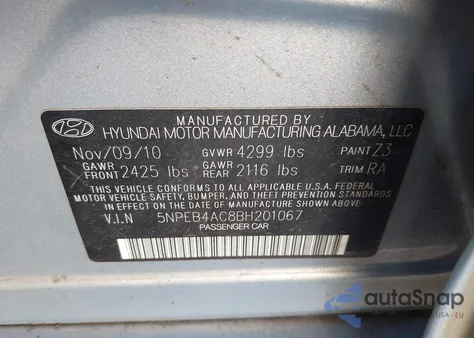 MANUFACTURED BY
HYUNDAI MOTOR MANUFACTURING ALABAMA, LLC
Nov/09/10 GVWR 4299 lbs PAINT Z3
GAWR FRONT 2425 lbs GAWR REAR 2116 lbs TRIM RA
THIS VEHICLE CONFORMS TO ALL APPLICABLE U.S.A. FEDERAL
MOTOR VEHICLE SAFETY, BUMPER, AND THEFT PREVENTION
STANDARDS IN EFFECT ON THE DATE OF MANUFACTURE SHOWN ABOVE.
V.I.N 5NPEB4AC8BH201067
PASSENGER CAR
autoSnap
USA | EU